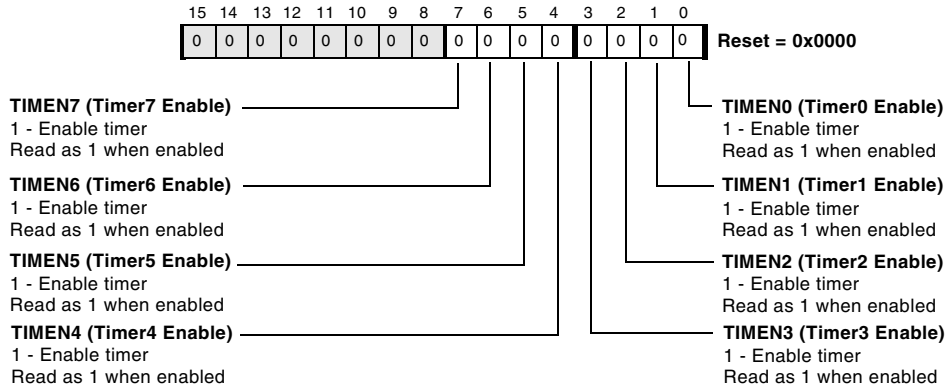 15 14 13 12 11 10 9 8 7 6 5 4 3 2 1 0
0 0 0 0 0 0 0 0 0 0 0 0 0 0 0 0 Reset = 0x0000
TIMEN7 (Timer7 Enable)
1 - Enable timer
Read as 1 when enabled
TIMEN6 (Timer6 Enable)
1 - Enable timer
Read as 1 when enabled
TIMEN5 (Timer5 Enable)
1 - Enable timer
Read as 1 when enabled
TIMEN4 (Timer4 Enable)
1 - Enable timer
Read as 1 when enabled
TIMEN0 (Timer0 Enable)
1 - Enable timer
Read as 1 when enabled
TIMEN1 (Timer1 Enable)
1 - Enable timer
Read as 1 when enabled
TIMEN2 (Timer2 Enable)
1 - Enable timer
Read as 1 when enabled
TIMEN3 (Timer3 Enable)
1 - Enable timer
Read as 1 when enabled